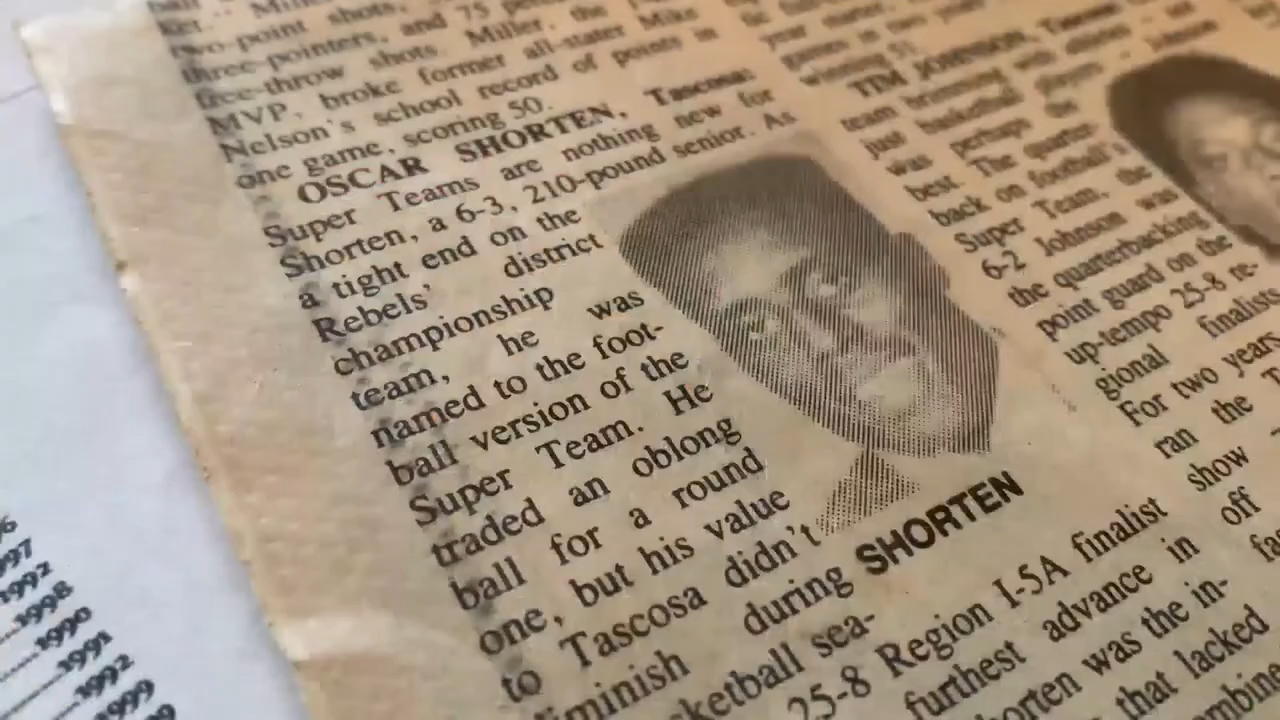 two-point shots,
three-pointers, and 75
free-throw shots. Miller, the
MVP, broke former all-stater Mike
Nelson's school record of points in
one game, scoring 50.
OSCAR SHORTEN, Tascosa:
Super Teams are nothing new for
Shorten, a 6-3, 210-pound senior. As
a tight end on the
Rebels' district
championship
team, he was
named to the foot-
ball version of the
Super Team. He
traded an oblong
ball for a round
one, but his value
to Tascosa didn't
diminish during
basketball sea-
25-8 Region I-5A finalist
furthest advance in
Shorten was the in-
that lacked
SHORTEN
TIM JOHNSON,
team brimming with
just basketball players
was perhaps the
best. The quarter-
back on football's
Super Team, the
6-2 Johnson was
the quarterbacking
point guard on the
up-tempo 25-8 re-
gional finalists
For two years
ran the
show
off
1997
1992
1998
1990
1991
1992
1999